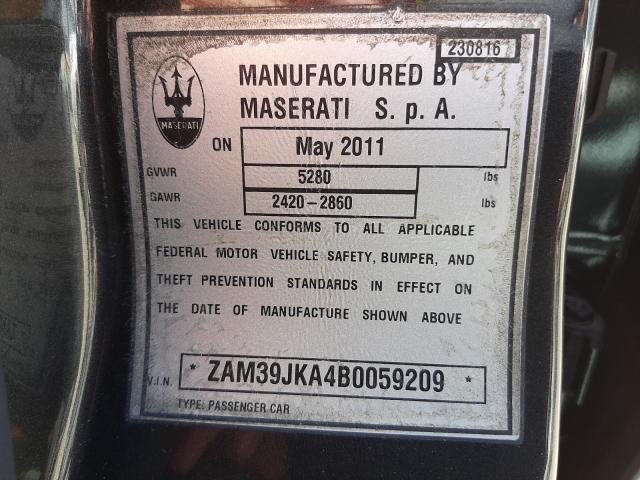 230816
MANUFACTURED BY
MASERATI S. p A.
MASERATI
ON May 2011
GVWR 5280 lbs
GAWR 2420-2860 lbs
THIS VEHICLE CONFORMS TO ALL APPLICABLE
FEDERAL MOTOR VEHICLE SAFETY, BUMPER, AND
THEFT PREVENTION STANDARDS IN EFFECT ON
THE DATE OF MANUFACTURE SHOWN ABOVE
V.I.N. * ZAM39JKA4B0059209 *
TYPE: PASSENGER CAR